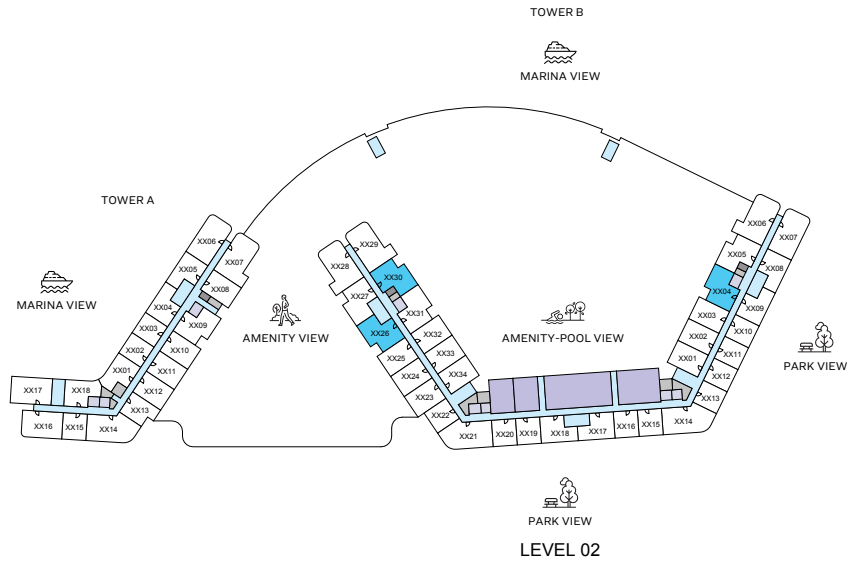 TOWER B
MARINA VIEW
TOWER A
MARINA VIEW
XX06
XX07
XX05
XX08
XX04
XX09
XX03
XX10
XX02
XX11
XX01
XX12
XX17
XX18
XX13
XX16
XX15
XX14
AMENITY VIEW
XX29
XX28
XX30
XX27
XX31
XX26
XX32
XX25
XX33
XX24
XX34
XX23
XX22
XX21
XX20
XX19
XX18
XX17
XX16
XX15
XX14
AMENITY-POOL VIEW
XX06
XX07
XX05
XX08
XX04
XX09
XX03
XX10
XX02
XX11
XX01
XX12
XX13
PARK VIEW
PARK VIEW
LEVEL 02